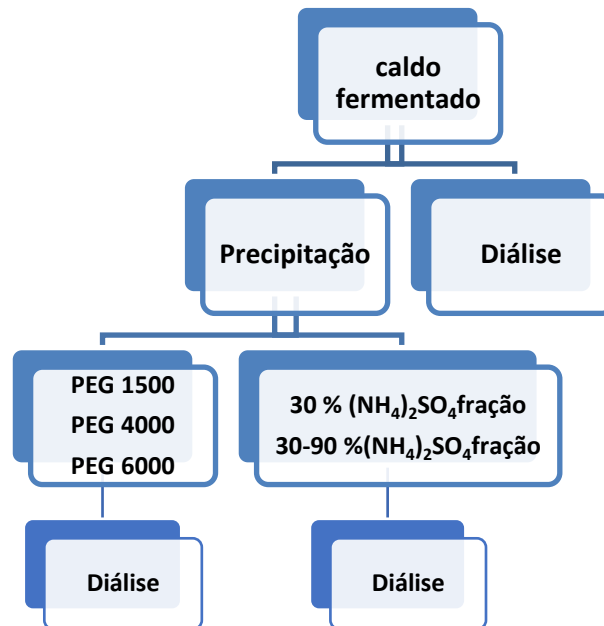 caldo
fermentado
Precipitação
Diálise
PEG 1500
PEG 4000
PEG 6000
30 % (NH₄)₂SO₄fração
30-90 %(NH₄)₂SO₄fração
Diálise
Diálise